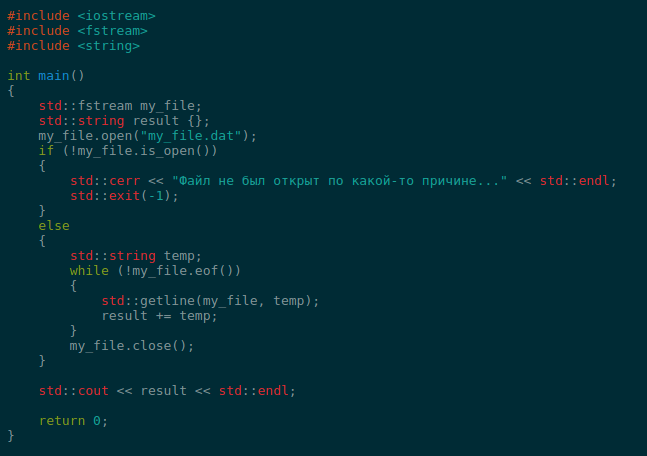 #include <iostream>
#include <fstream>
#include <string>

int main()
{
    std::fstream my_file;
    std::string result {};
    my_file.open("my_file.dat");
    if (!my_file.is_open())
    {
        std::cerr << "Файл не был открыт по какой-то причине..." << std::endl;
        std::exit(-1);
    }
    else
    {
        std::string temp;
        while (!my_file.eof())
        {
            std::getline(my_file, temp);
            result += temp;
        }
        my_file.close();
    }

    std::cout << result << std::endl;

    return 0;
}